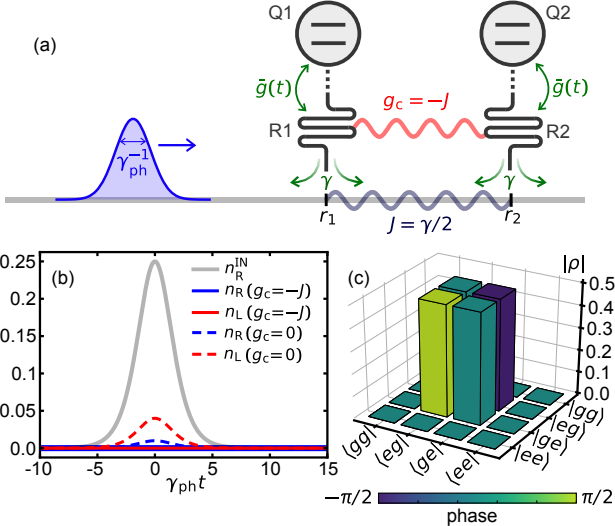 (a)
Q1
Q2
ḡ(t)
ḡ(t)
g_c = −J
R1
R2
γ_ph^−1
γ
γ
r_1
r_2
J = γ/2
(b)
0.25
0.20
0.15
0.10
0.05
0.00
−10
−5
0
5
10
15
γ_ph t
n_R^IN
n_R (g_c=−J)
n_L (g_c=−J)
n_R (g_c=0)
n_L (g_c=0)
(c)
|ρ|
0.5
0.4
0.3
0.2
0.1
0.0
⟨gg|
⟨eg|
⟨ge|
⟨ee|
|gg⟩
|eg⟩
|ge⟩
|ee⟩
−π/2
π/2
phase